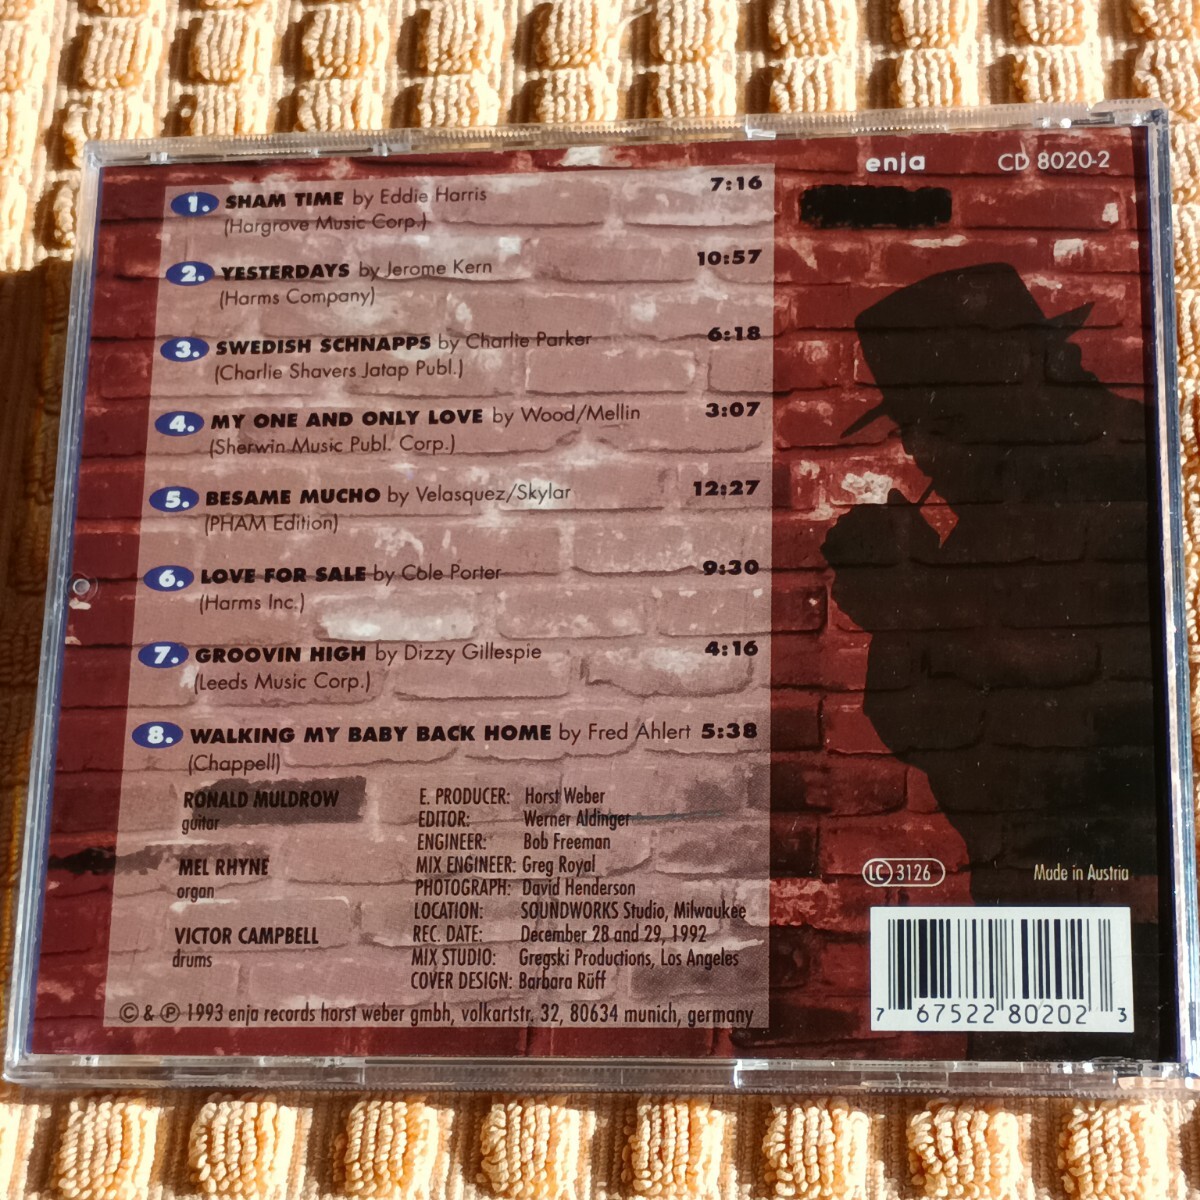 enja
CD 8020-2
1. SHAM TIME by Eddie Harris 7:16
(Hargrove Music Corp.)
2. YESTERDAYS by Jerome Kern 10:57
(Harms Company)
3. SWEDISH SCHNAPPS by Charlie Parker 6:18
(Charlie Shavers Jatap Publ.)
4. MY ONE AND ONLY LOVE by Wood/Mellin 3:07
(Sherwin Music Publ. Corp.)
5. BESAME MUCHO by Velasquez/Skylar 12:27
(PHAM Edition)
6. LOVE FOR SALE by Cole Porter 9:30
(Harms Inc.)
7. GROOVIN HIGH by Dizzy Gillespie 4:16
(Leeds Music Corp.)
8. WALKING MY BABY BACK HOME by Fred Ahlert 5:38
(Chappell)
RONALD MULDROW
guitar
MEL RHYNE
organ
VICTOR CAMPBELL
drums
E. PRODUCER: Horst Weber
EDITOR: Werner Aldinger
ENGINEER: Bob Freeman
MIX ENGINEER: Greg Royal
PHOTOGRAPH: David Henderson
LOCATION: SOUNDWORKS Studio, Milwaukee
REC. DATE: December 28 and 29, 1992
MIX STUDIO: Gregski Productions, Los Angeles
COVER DESIGN: Barbara Rüff
© & ℗ 1993 enja records horst weber gmbh, volkartstr. 32, 80634 munich, germany
LC 3126
Made in Austria
7 67522 80202 3